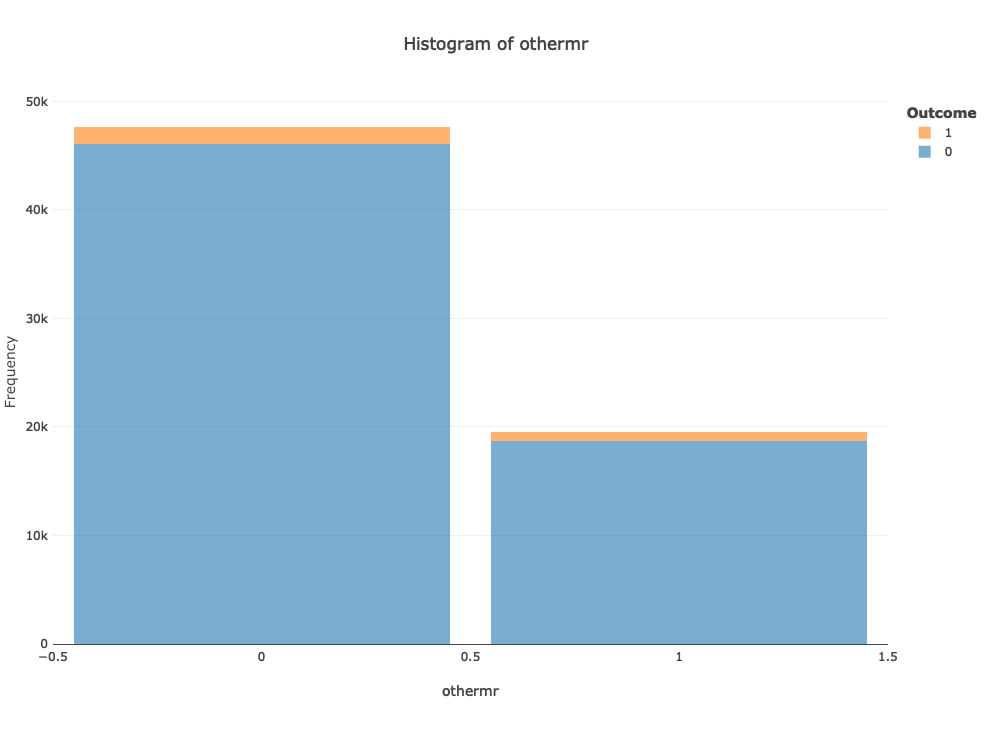 Histogram of othermr
50k
40k
30k
20k
10k
0
Frequency
−0.5
0
0.5
1
1.5
othermr
Outcome
1
0